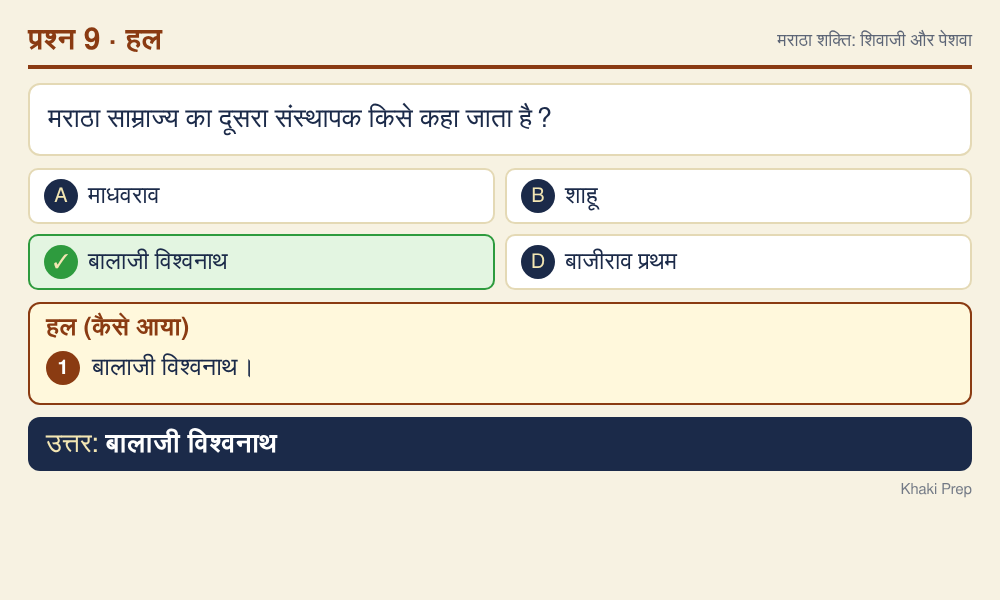 प्रश्न 9 · हल
मराठा शक्ति: शिवाजी और पेशवा
मराठा साम्राज्य का दूसरा संस्थापक किसे कहा जाता है ?
A माधवराव
B शाहू
✓ बालाजी विश्वनाथ
D बाजीराव प्रथम
हल (कैसे आया)
1 बालाजी विश्वनाथ।
उत्तर: बालाजी विश्वनाथ
Khaki Prep